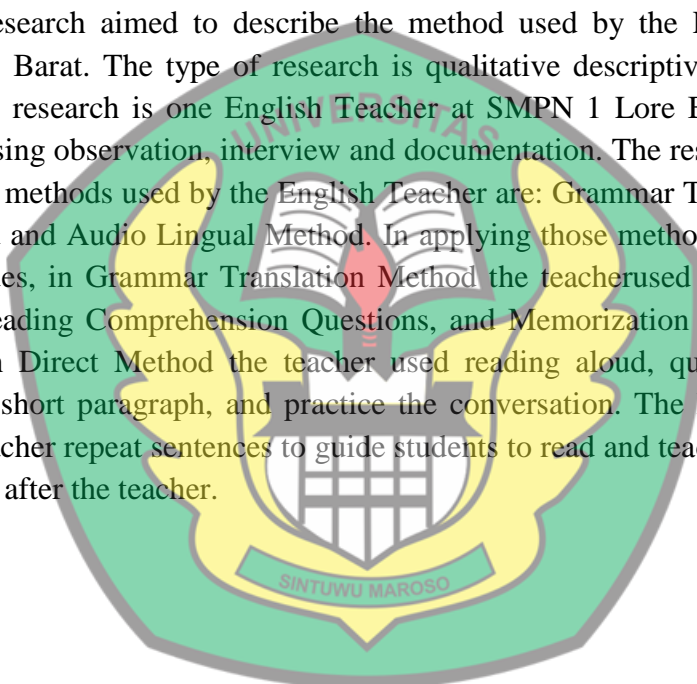 esearch aimed to describe the method used by the
Barat. The type of research is qualitative descriptiv
research is one English Teacher at SMPN 1 Lore
sing observation, interview and documentation. The res
methods used by the English Teacher are: Grammar T
and Audio Lingual Method. In applying those metho
es, in Grammar Translation Method the teacherused
eading Comprehension Questions, and Memorization
Direct Method the teacher used reading aloud, qu
short paragraph, and practice the conversation. The
cher repeat sentences to guide students to read and teac
after the teacher.
UNIVERSITAS
SINTUWU MAROSO